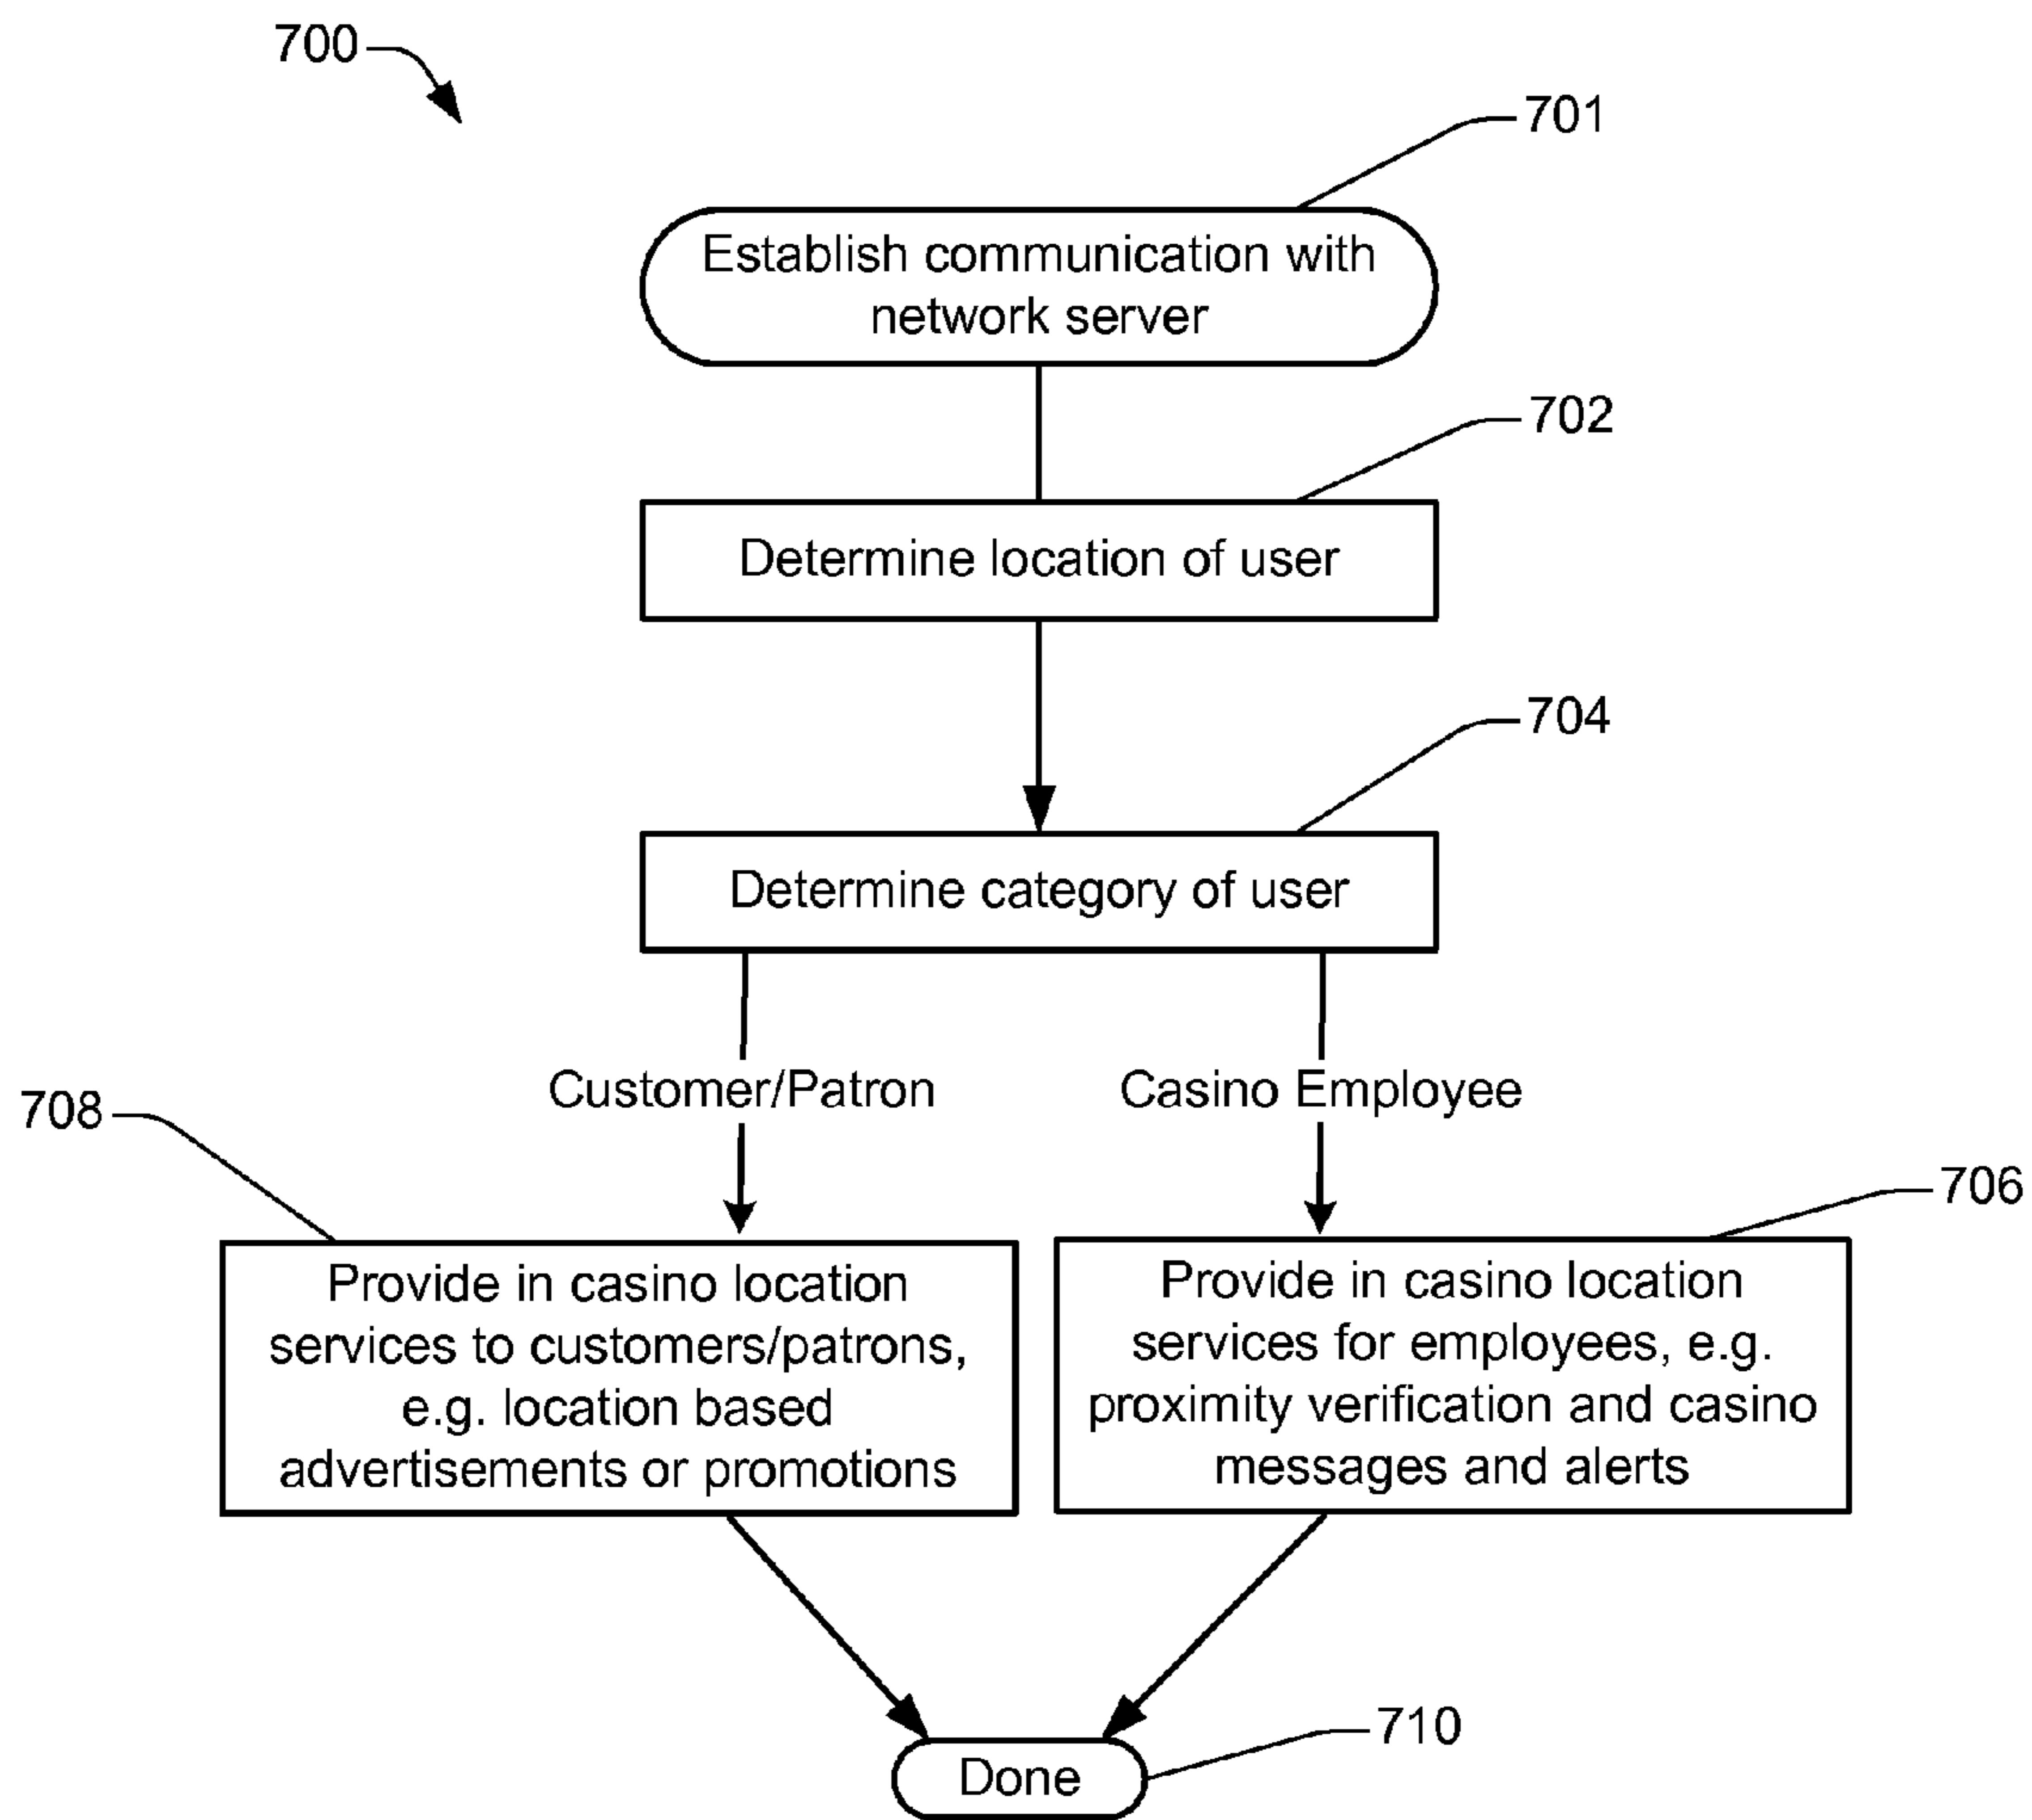 700
701
Establish communication with
network server
702
Determine location of user
704
Determine category of user
Customer/Patron
Casino Employee
708
706
Provide in casino location
services to customers/patrons,
e.g. location based
advertisements or promotions
Provide in casino location
services for employees, e.g.
proximity verification and casino
messages and alerts
710
Done